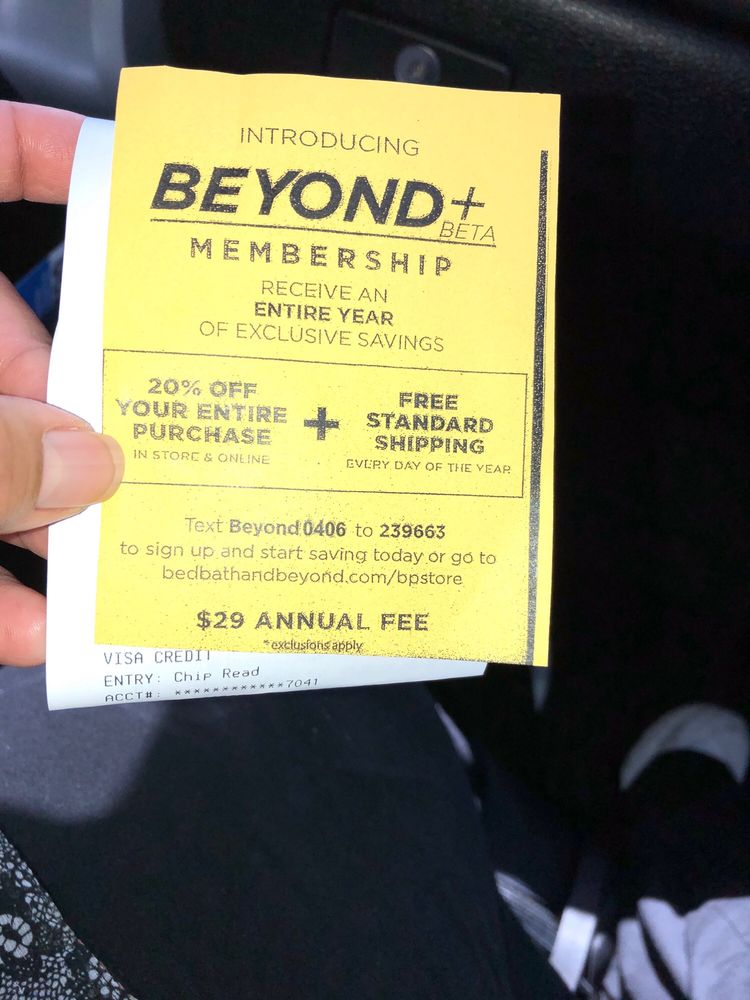 INTRODUCING
BEYOND+
BETA
MEMBERSHIP
RECEIVE AN
ENTIRE YEAR
OF EXCLUSIVE SAVINGS
20% OFF
YOUR ENTIRE
PURCHASE
IN STORE & ONLINE
+
FREE
STANDARD
SHIPPING
EVERY DAY OF THE YEAR
Text Beyond0406 to 239663
to sign up and start saving today or go to
bedbathandbeyond.com/bpstore
$29 ANNUAL FEE
*exclusions apply
VISA CREDIT
ENTRY: Chip Read
ACCT#: ************7041